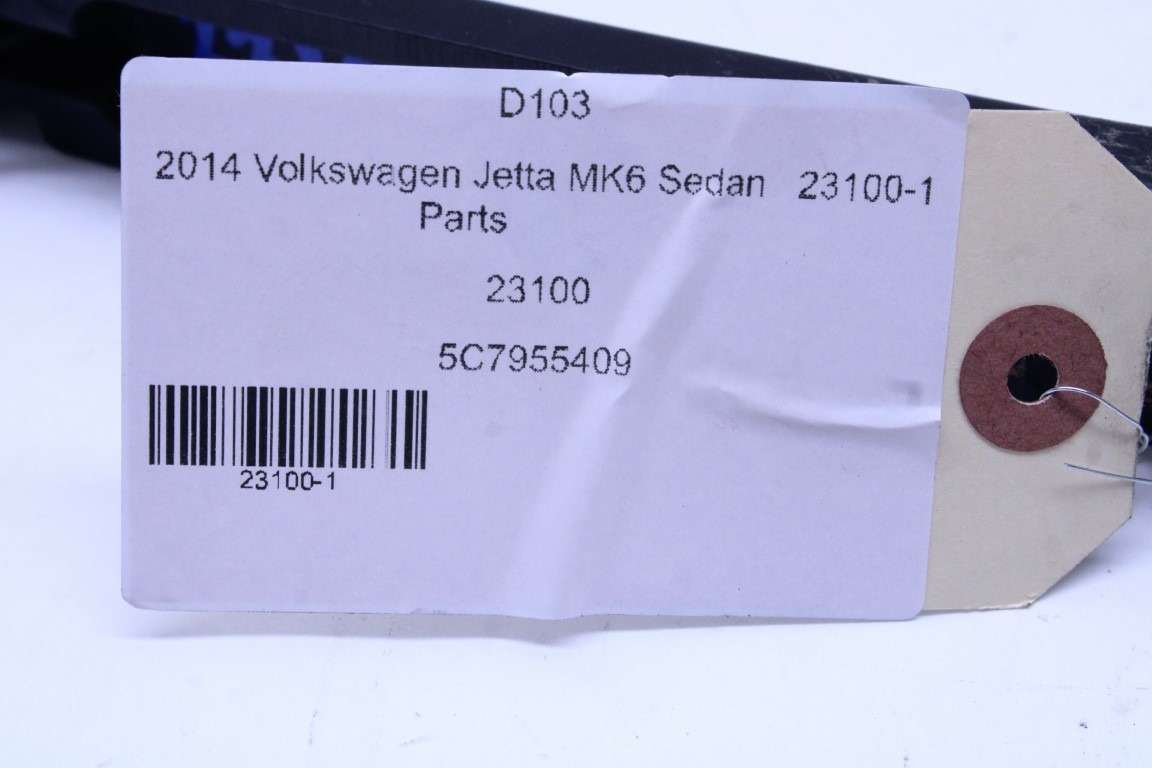 D103
2014 Volkswagen Jetta MK6 Sedan 23100-1
Parts
23100
5C7955409
23100-1